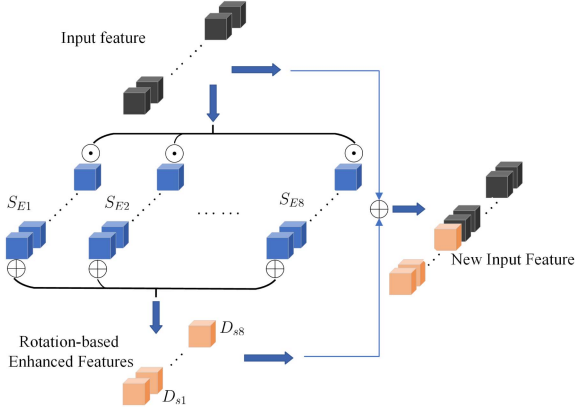 Input feature
S_{E1}
S_{E2}
......
S_{E8}
New Input Feature
Rotation-based
Enhanced Features
D_{s8}
D_{s1}